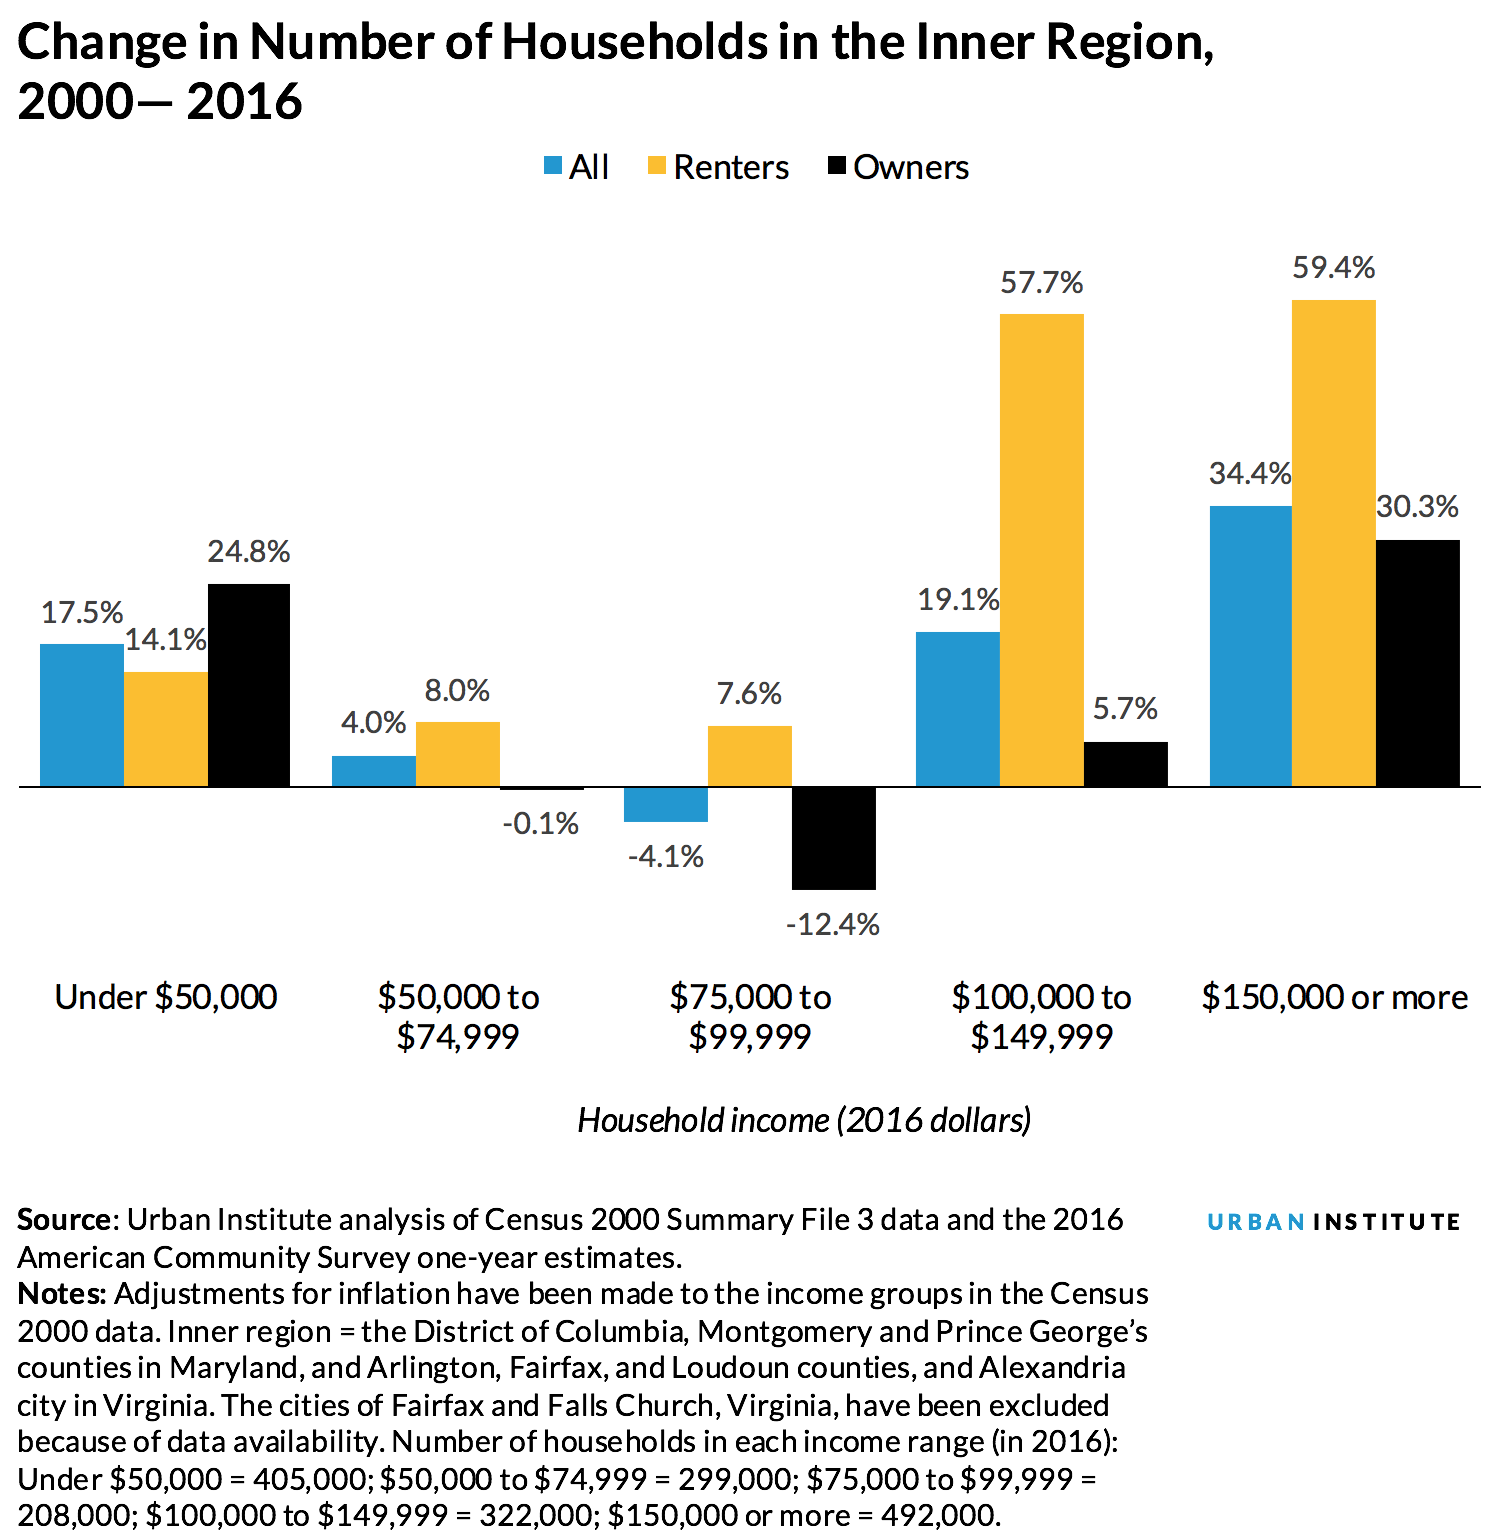 Change in Number of Households in the Inner Region,
2000— 2016
All Renters Owners
17.5%
14.1%
24.8%
4.0%
8.0%
-0.1%
-4.1%
7.6%
-12.4%
19.1%
57.7%
5.7%
34.4%
59.4%
30.3%
Under $50,000
$50,000 to
$74,999
$75,000 to
$99,999
$100,000 to
$149,999
$150,000 or more
Household income (2016 dollars)
Source: Urban Institute analysis of Census 2000 Summary File 3 data and the 2016
American Community Survey one-year estimates.
Notes: Adjustments for inflation have been made to the income groups in the Census
2000 data. Inner region = the District of Columbia, Montgomery and Prince George’s
counties in Maryland, and Arlington, Fairfax, and Loudoun counties, and Alexandria
city in Virginia. The cities of Fairfax and Falls Church, Virginia, have been excluded
because of data availability. Number of households in each income range (in 2016):
Under $50,000 = 405,000; $50,000 to $74,999 = 299,000; $75,000 to $99,999 =
208,000; $100,000 to $149,999 = 322,000; $150,000 or more = 492,000.
URBAN INSTITUTE